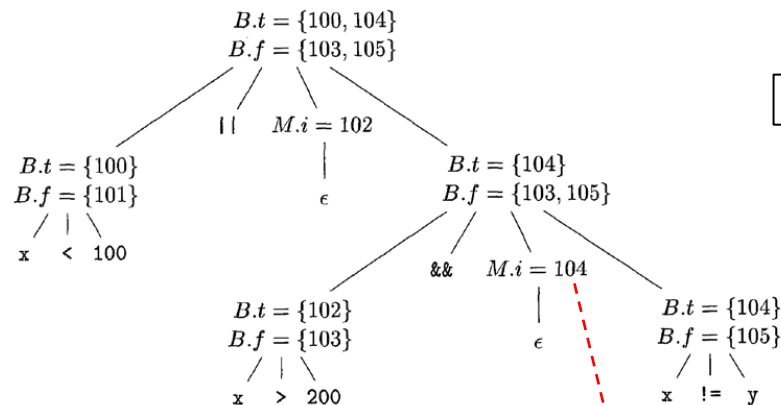 B.t = {100, 104}
B.f = {103, 105}
|| M.i = 102
B.t = {100}
B.f = {101}
ϵ
B.t = {104}
B.f = {103, 105}
x < 100
&& M.i = 104
B.t = {102}
B.f = {103}
ϵ
B.t = {104}
B.f = {105}
x > 200
x != y